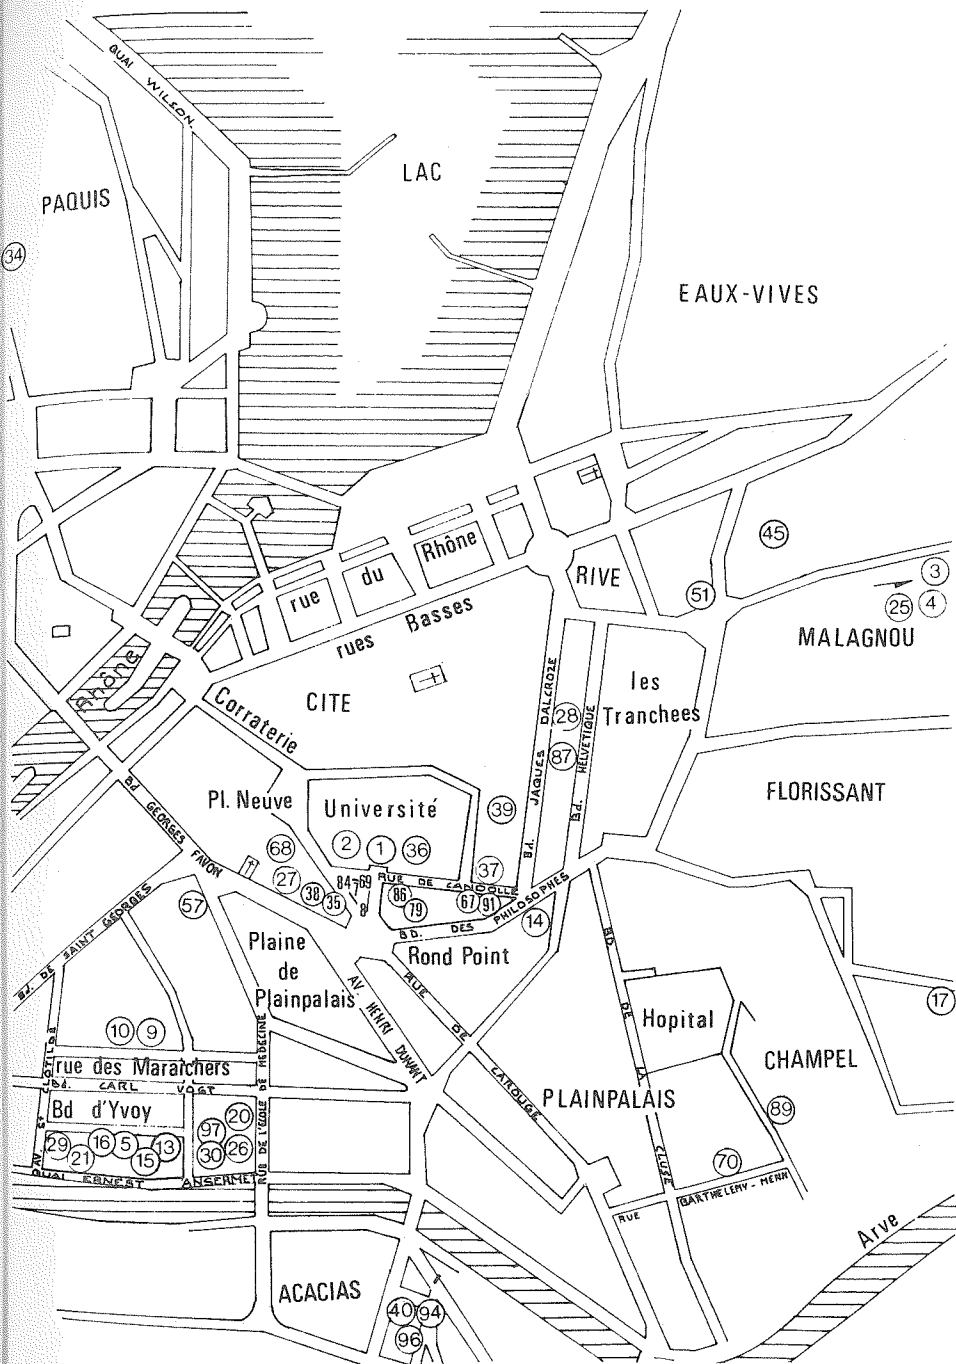 QUAI WILSON.
LAC
PAQUIS
34
EAUX-VIVES
45
rue du Rhône
RIVE
3
51
25
4
rues Basses
MALAGNOU
Rhône
CITE
les
Tranchees
Corraterie
28
Bd. JAQUES DALCROZE
Bd. HELVETIQUE
87
Bd GEORGES FAVON
Pl. Neuve
Université
39
FLORISSANT
68
2
1
36
27
37
84
69
RUE DE CANDOLLE
38
35
86
67
91
8
79
57
14
BD. DES PHILOSOPHES
Bd. DE SAINT GEORGES
Plaine
de
Plainpalais
Rond Point
AV. HENRI DUNANT
RUE DE CAROUGE
BD. DE LA CLUSE
17
Hopital
10
9
CHAMPEL
rue des Maraichers
Bd. CARL VOGT
AV. Ste CLOTILDE
RUE DE L'ECOLE DE MEDECINE
PLAINPALAIS
Bd d'Yvoy
20
89
97
29
16
5
13
26
21
15
30
70
QUAI ERNEST ANSERMET
RUE BARTHELEMY-MENN
Arve
ACACIAS
40
94
96